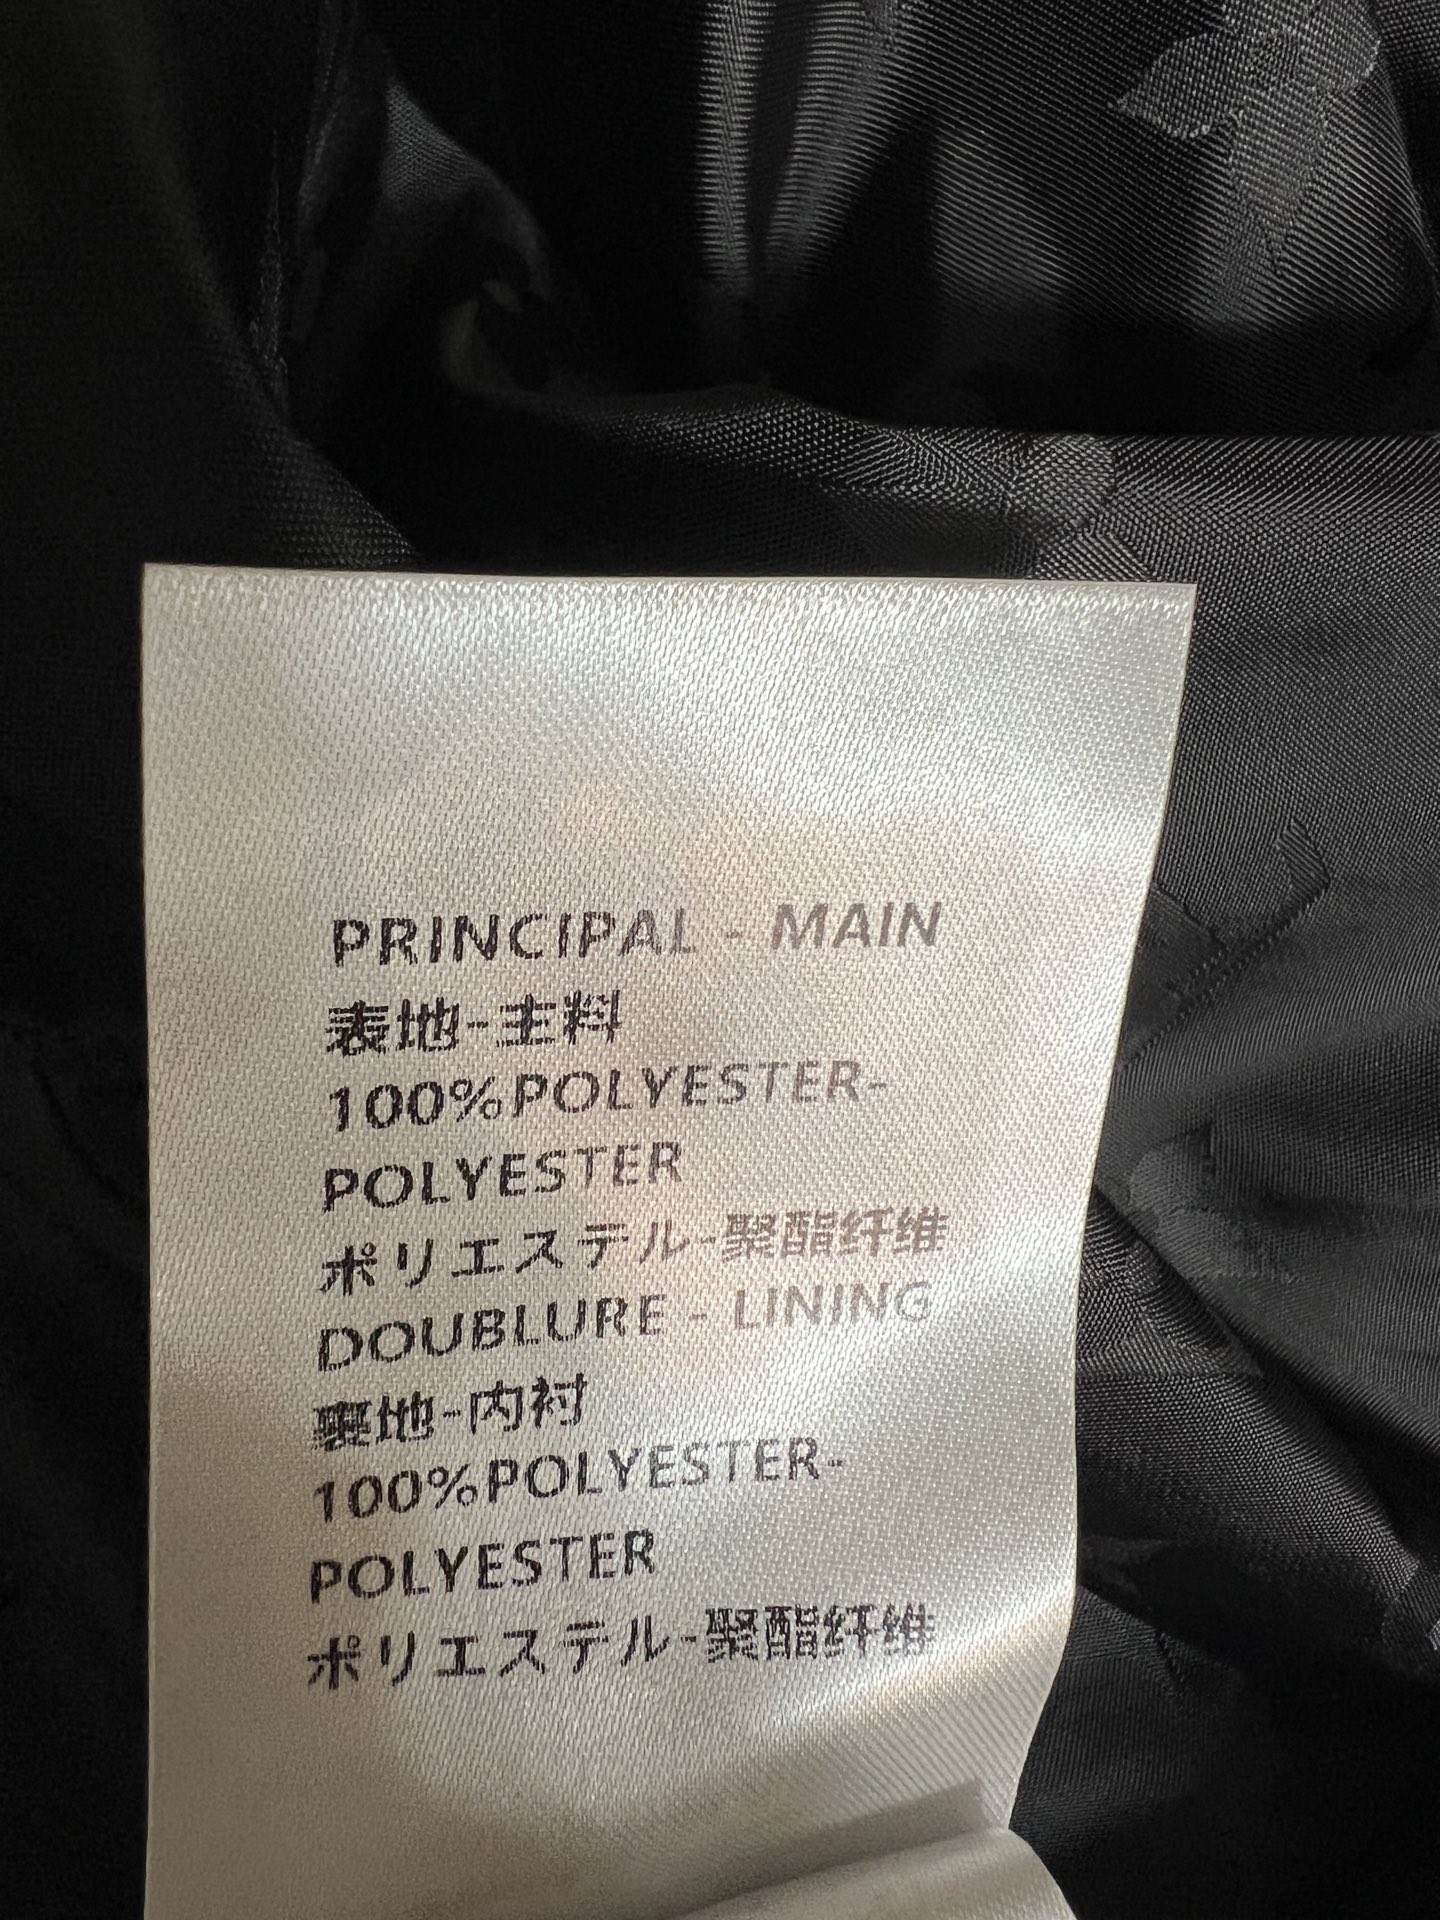 PRINCIPAL - MAIN
表地-主料
100%POLYESTER-
POLYESTER
ポリエステル-聚酯纤维
DOUBLURE - LINING
裏地-内衬
100%POLYESTER-
POLYESTER
ポリエステル-聚酯纤维